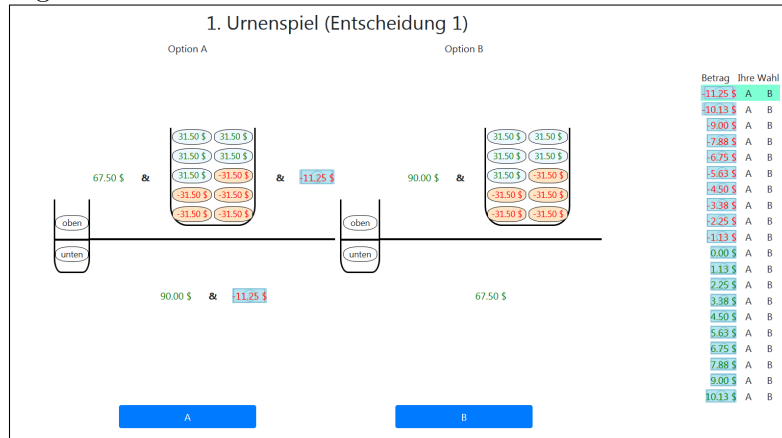 1. Urnenspiel (Entscheidung 1)
Option A
Option B
Betrag Ihre Wahl
-11.25 $ A B
-10.13 $ A B
-9.00 $ A B
-7.88 $ A B
-6.75 $ A B
-5.63 $ A B
-4.50 $ A B
-3.38 $ A B
-2.25 $ A B
-1.13 $ A B
0.00 $ A B
1.13 $ A B
2.25 $ A B
3.38 $ A B
4.50 $ A B
5.63 $ A B
6.75 $ A B
7.88 $ A B
9.00 $ A B
10.13 $ A B
31.50 $ 31.50 $
31.50 $ 31.50 $
31.50 $ -31.50 $
-31.50 $ -31.50 $
-31.50 $ -31.50 $
67.50 $ & & -11.25 $
oben
unten
90.00 $ & -11.25 $
31.50 $ 31.50 $
31.50 $ 31.50 $
31.50 $ -31.50 $
-31.50 $ -31.50 $
-31.50 $ -31.50 $
90.00 $ &
oben
unten
67.50 $
A
B